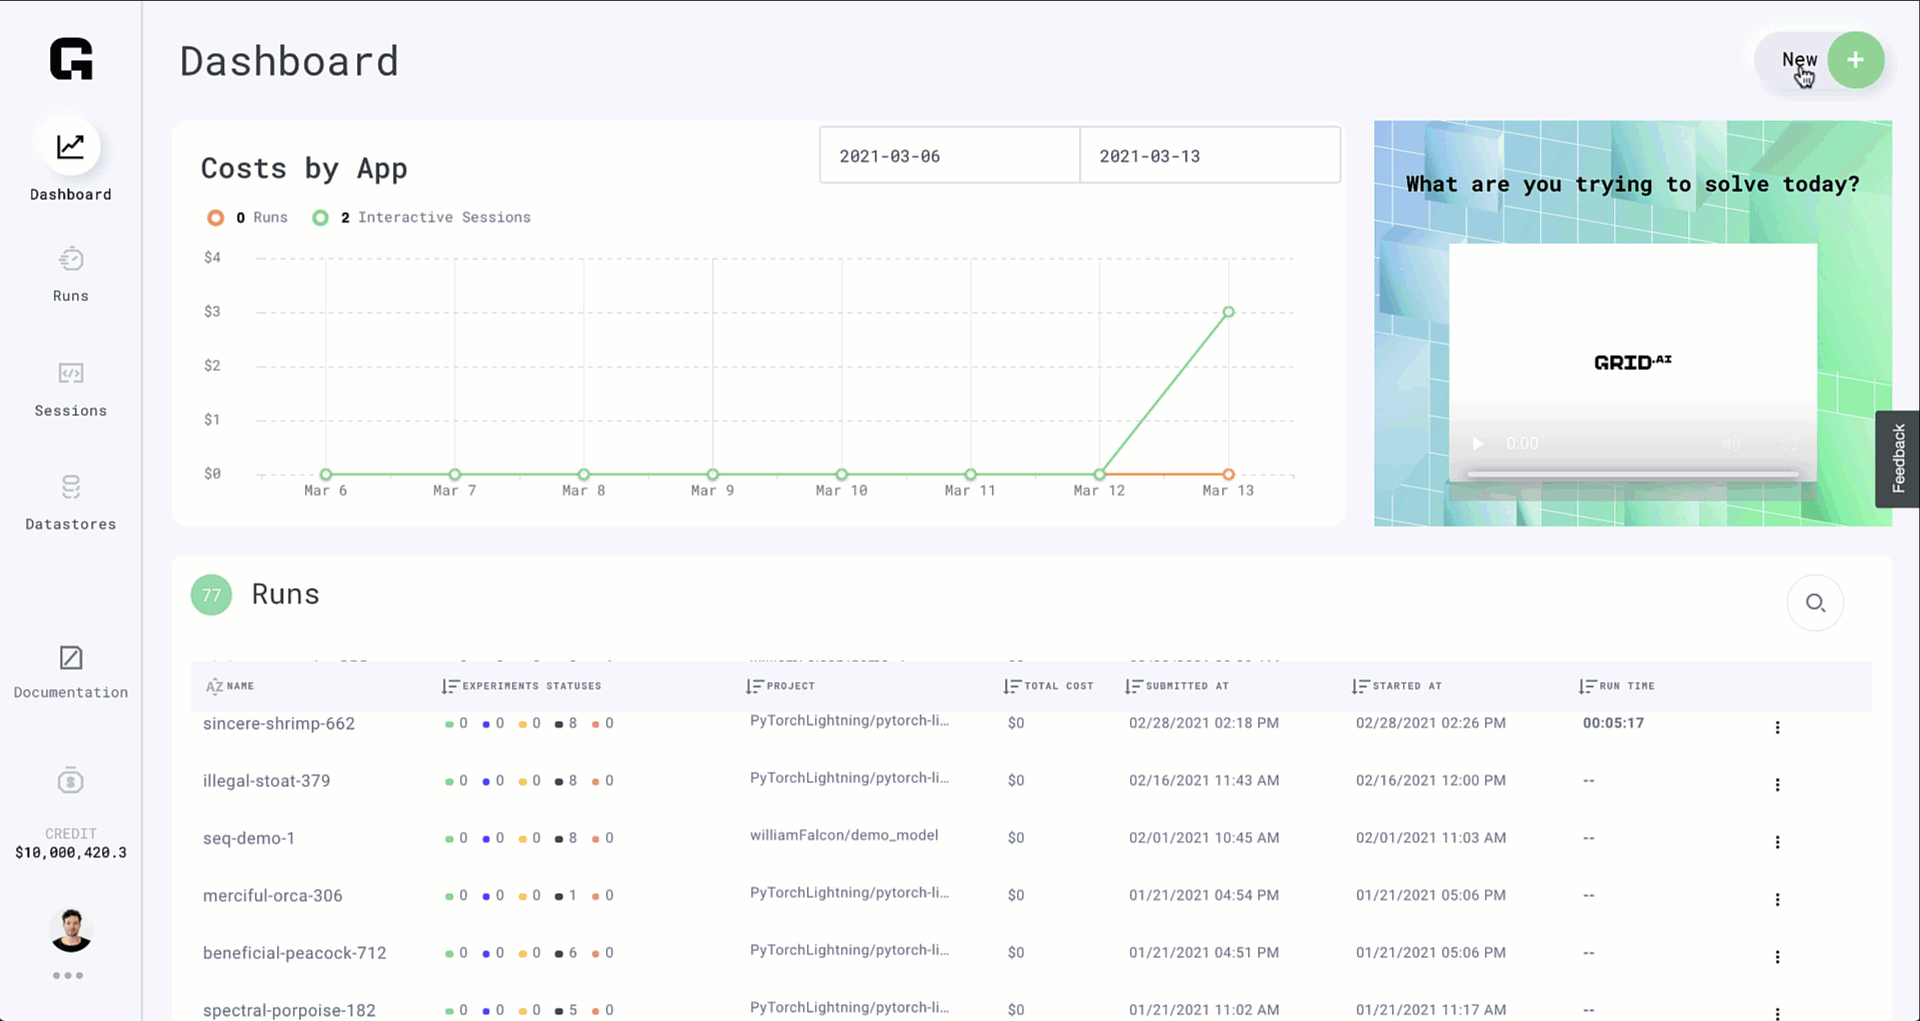 Dashboard
New +
Dashboard
Runs
Sessions
Datastores
Documentation
CREDIT
$10,000,420.3
Costs by App
2021-03-06 2021-03-13
0 Runs 2 Interactive Sessions
$4
$3
$2
$1
$0
Mar 6 Mar 7 Mar 8 Mar 9 Mar 10 Mar 11 Mar 12 Mar 13
What are you trying to solve today?
GRID.AI
0:00
Feedback
77 Runs
AZ NAME EXPERIMENTS STATUSES PROJECT TOTAL COST SUBMITTED AT STARTED AT RUN TIME
sincere-shrimp-662 0 0 0 8 0 PyTorchLightning/pytorch-li... $0 02/28/2021 02:18 PM 02/28/2021 02:26 PM 00:05:17
illegal-stoat-379 0 0 0 8 0 PyTorchLightning/pytorch-li... $0 02/16/2021 11:43 AM 02/16/2021 12:00 PM --
seq-demo-1 0 0 0 8 0 williamFalcon/demo_model $0 02/01/2021 10:45 AM 02/01/2021 11:03 AM --
merciful-orca-306 0 0 0 1 0 PyTorchLightning/pytorch-li... $0 01/21/2021 04:54 PM 01/21/2021 05:06 PM --
beneficial-peacock-712 0 0 0 6 0 PyTorchLightning/pytorch-li... $0 01/21/2021 04:51 PM 01/21/2021 05:06 PM --
spectral-porpoise-182 0 0 0 5 0 PyTorchLightning/pytorch-li... $0 01/21/2021 11:02 AM 01/21/2021 11:17 AM --